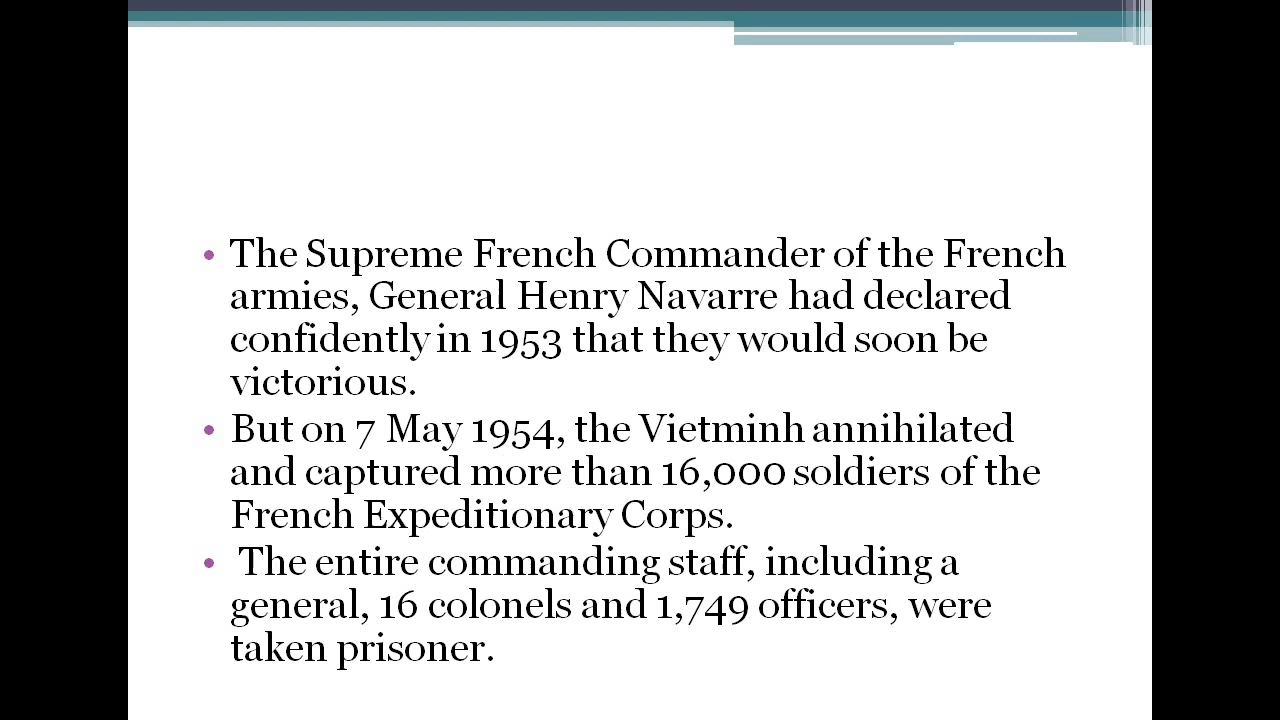 • The Supreme French Commander of the French
armies, General Henry Navarre had declared
confidently in 1953 that they would soon be
victorious.
• But on 7 May 1954, the Vietminh annihilated
and captured more than 16,000 soldiers of the
French Expeditionary Corps.
• The entire commanding staff, including a
general, 16 colonels and 1,749 officers, were
taken prisoner.